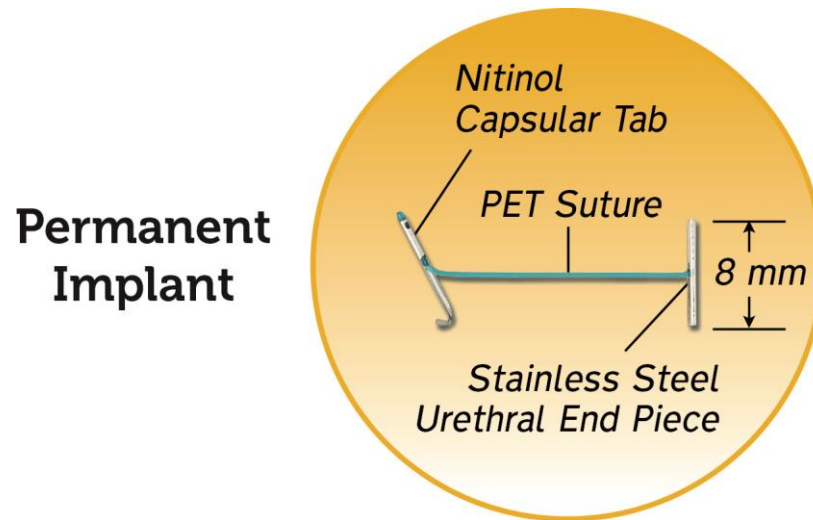 Permanent
Implant
Nitinol
Capsular Tab
PET Suture
8 mm
Stainless Steel
Urethral End Piece